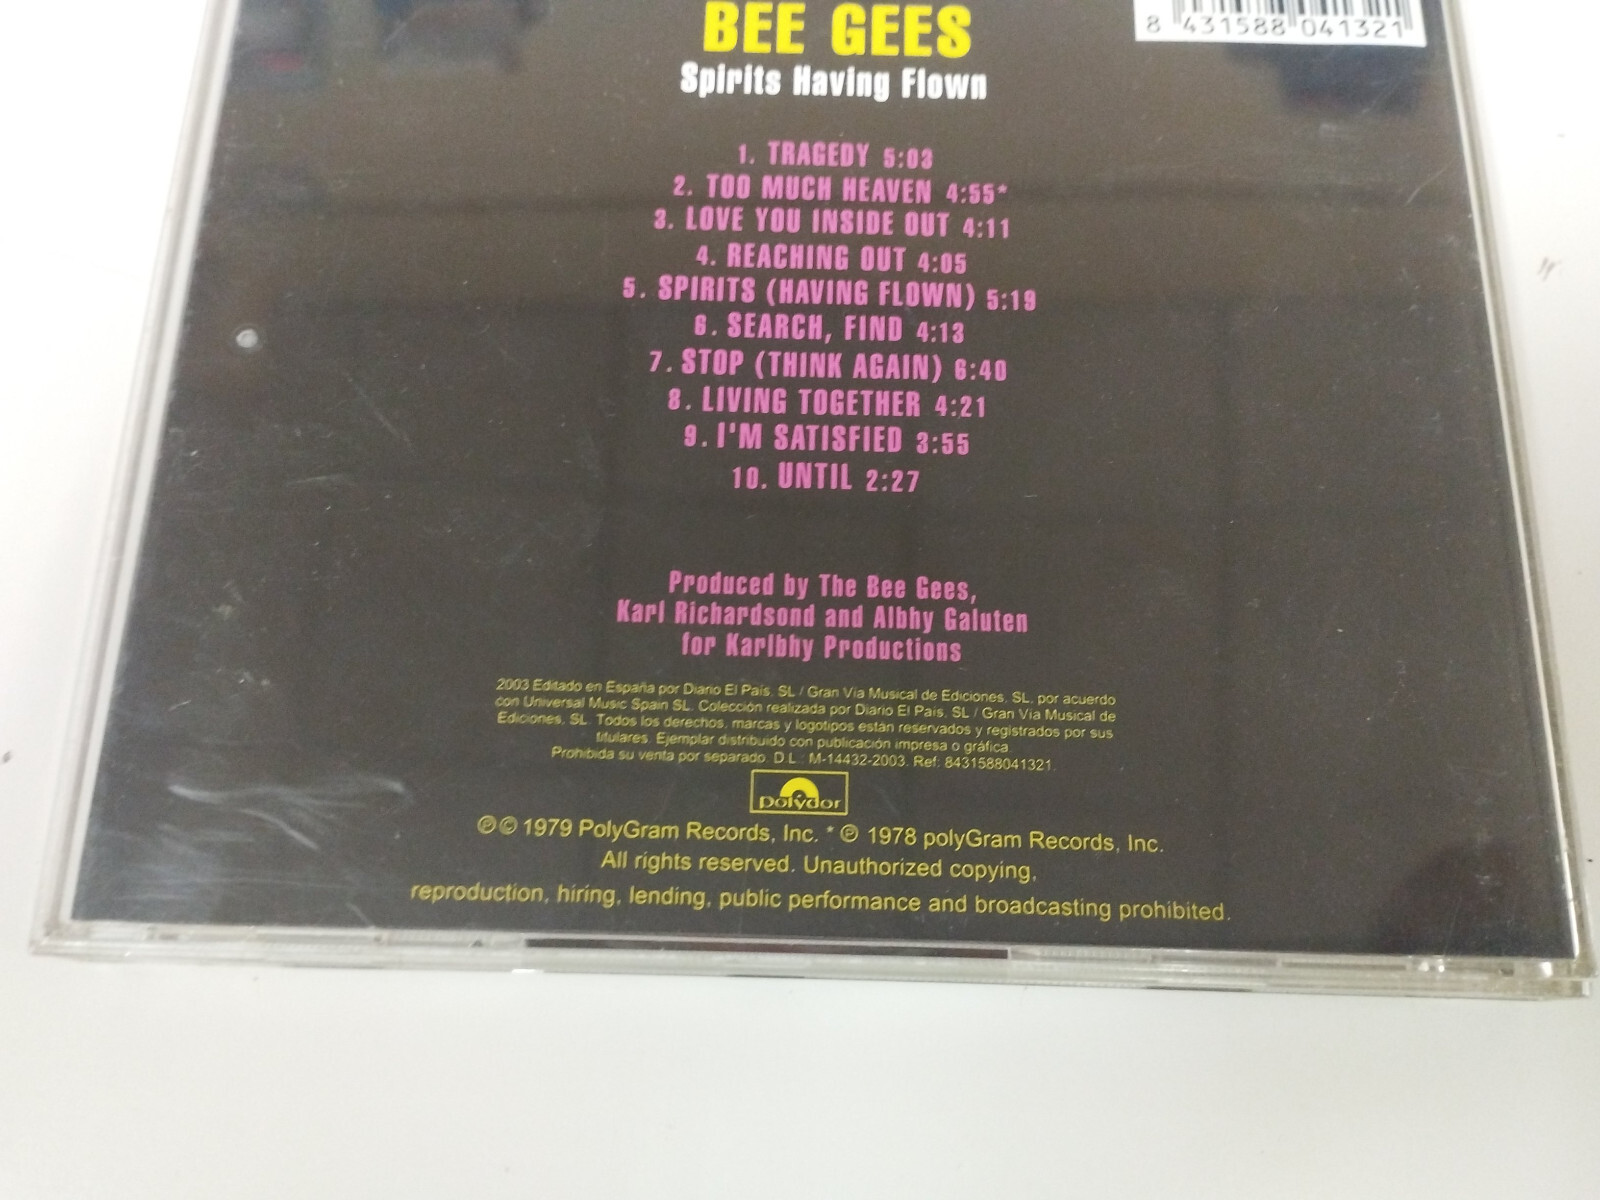 8 431588 041321
BEE GEES
Spirits Having Flown
1. TRAGEDY 5:03
2. TOO MUCH HEAVEN 4:55*
3. LOVE YOU INSIDE OUT 4:11
4. REACHING OUT 4:05
5. SPIRITS (HAVING FLOWN) 5:19
6. SEARCH, FIND 4:13
7. STOP (THINK AGAIN) 6:40
8. LIVING TOGETHER 4:21
9. I'M SATISFIED 3:55
10. UNTIL 2:27
Produced by The Bee Gees,
Karl Richardsond and Albhy Galuten
for Karlbhy Productions
2003 Editado en España por Diario El País, SL / Gran Vía Musical de Ediciones, SL, por acuerdo
con Universal Music Spain SL. Colección realizada por Diario El País, SL / Gran Vía Musical de
Ediciones, SL. Todos los derechos, marcas y logotipos están reservados y registrados por sus
titulares. Ejemplar distribuido con publicación impresa o gráfica.
Prohibida su venta por separado. D.L.: M-14432-2003. Ref: 8431588041321.
polydor
℗© 1979 PolyGram Records, Inc. * ℗ 1978 polyGram Records, Inc.
All rights reserved. Unauthorized copying,
reproduction, hiring, lending, public performance and broadcasting prohibited.